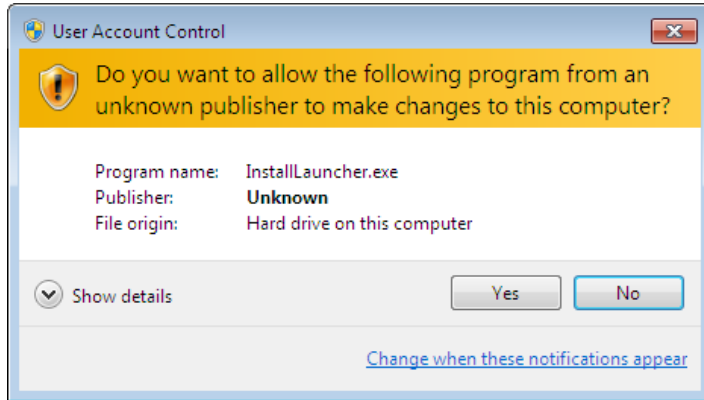 User Account Control
Do you want to allow the following program from an
unknown publisher to make changes to this computer?
Program name: InstallLauncher.exe
Publisher: Unknown
File origin: Hard drive on this computer
Show details
Yes
No
Change when these notifications appear